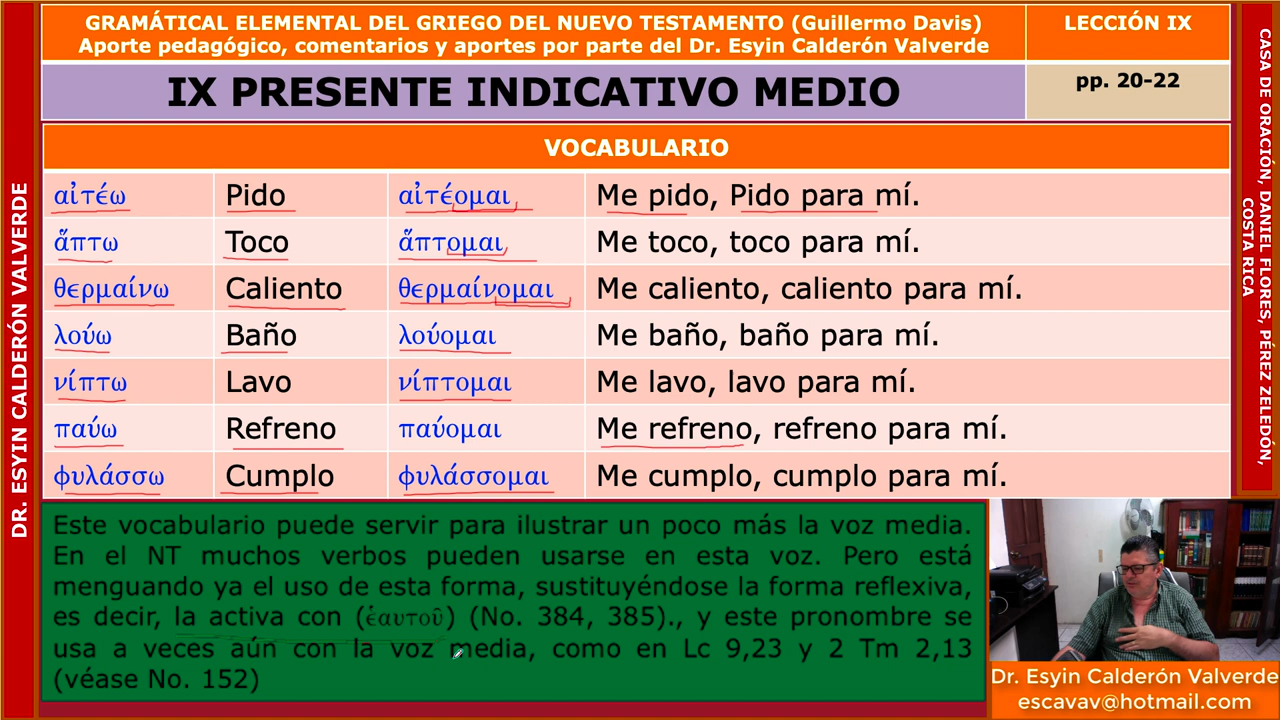 GRAMÁTICAL ELEMENTAL DEL GRIEGO DEL NUEVO TESTAMENTO (Guillermo Davis)
Aporte pedagógico, comentarios y aportes por parte del Dr. Esyin Calderón Valverde
LECCIÓN IX
IX PRESENTE INDICATIVO MEDIO
pp. 20-22
VOCABULARIO
αἰτέω Pido αἰτέομαι Me pido, Pido para mí.
ἅπτω Toco ἅπτομαι Me toco, toco para mí.
θερμαίνω Caliento θερμαίνομαι Me caliento, caliento para mí.
λούω Baño λούομαι Me baño, baño para mí.
νίπτω Lavo νίπτομαι Me lavo, lavo para mí.
παύω Refreno παύομαι Me refreno, refreno para mí.
φυλάσσω Cumplo φυλάσσομαι Me cumplo, cumplo para mí.
Este vocabulario puede servir para ilustrar un poco más la voz media.
En el NT muchos verbos pueden usarse en esta voz. Pero está
menguando ya el uso de esta forma, sustituyéndose la forma reflexiva,
es decir, la activa con (ἑαυτοῦ) (No. 384, 385)., y este pronombre se
usa a veces aún con la voz media, como en Lc 9,23 y 2 Tm 2,13
(véase No. 152)
DR. ESYIN CALDERÓN VALVERDE
CASA DE ORACIÓN, DANIEL FLORES, PÉREZ ZELEDÓN,
COSTA RICA
Dr. Esyin Calderón Valverde
escavav@hotmail.com